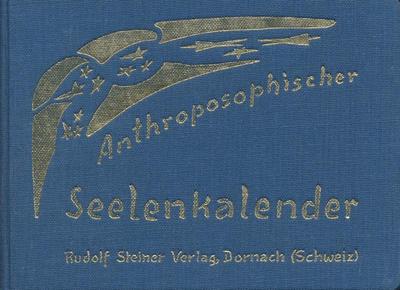 Anthroposophischer
Seelenkalender
Rudolf Steiner Verlag, Dornach (Schweiz)